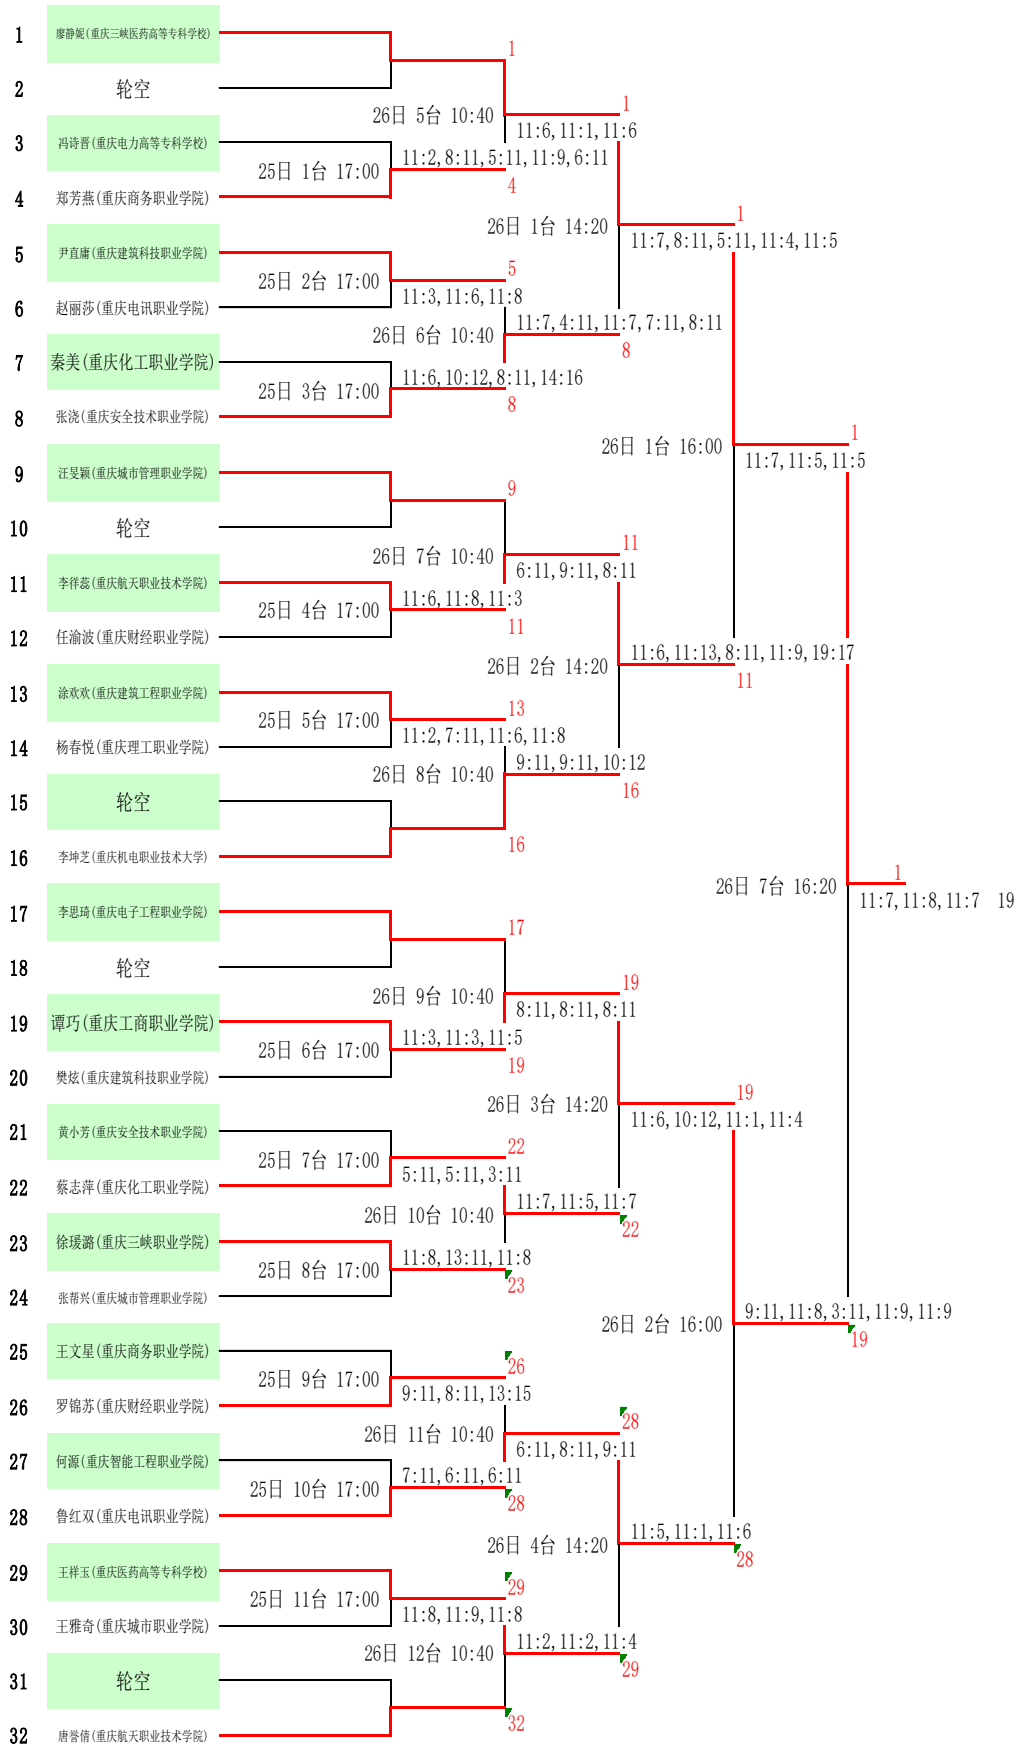 1 廖静妮(重庆三峡医药高等专科学校)
1
2 轮空
1
26日 5台 10:40
11:6,11:1,11:6
3 冯诗晋(重庆电力高等专科学校)
25日 1台 17:00
11:2,8:11,5:11,11:9,6:11
4 郑芳燕(重庆商务职业学院)
4
1
26日 1台 14:20
11:7,8:11,5:11,11:4,11:5
5 尹直庸(重庆建筑科技职业学院)
5
25日 2台 17:00
11:3,11:6,11:8
6 赵丽莎(重庆电讯职业学院)
11:7,4:11,11:7,7:11,8:11
26日 6台 10:40
8
7 秦美(重庆化工职业学院)
11:6,10:12,8:11,14:16
25日 3台 17:00
8
8 张浇(重庆安全技术职业学院)
1
26日 1台 16:00
11:7,11:5,11:5
9 汪旻颖(重庆城市管理职业学院)
9
10 轮空
11
26日 7台 10:40
6:11,9:11,8:11
11 李徉蕊(重庆航天职业技术学院)
11:6,11:8,11:3
25日 4台 17:00
11
12 任渝波(重庆财经职业学院)
11:6,11:13,8:11,11:9,19:17
26日 2台 14:20
11
13 涂欢欢(重庆建筑工程职业学院)
13
25日 5台 17:00
11:2,7:11,11:6,11:8
14 杨春悦(重庆理工职业学院)
9:11,9:11,10:12
26日 8台 10:40
16
15 轮空
16
16 李坤芝(重庆机电职业技术大学)
1
26日 7台 16:20
11:7,11:8,11:7 19
17 李思琦(重庆电子工程职业学院)
17
18 轮空
19
26日 9台 10:40
8:11,8:11,8:11
19 谭巧(重庆工商职业学院)
11:3,11:3,11:5
25日 6台 17:00
19
20 樊炫(重庆建筑科技职业学院)
19
26日 3台 14:20
11:6,10:12,11:1,11:4
21 黄小芳(重庆安全技术职业学院)
22
25日 7台 17:00
5:11,5:11,3:11
22 蔡志萍(重庆化工职业学院)
11:7,11:5,11:7
26日 10台 10:40
22
23 徐瑗潞(重庆三峡职业学院)
11:8,13:11,11:8
25日 8台 17:00
23
24 张帮兴(重庆城市管理职业学院)
9:11,11:8,3:11,11:9,11:9
26日 2台 16:00
19
25 王文星(重庆商务职业学院)
26
25日 9台 17:00
9:11,8:11,13:15
26 罗锦苏(重庆财经职业学院)
28
26日 11台 10:40
6:11,8:11,9:11
27 何源(重庆智能工程职业学院)
7:11,6:11,6:11
25日 10台 17:00
28
28 鲁红双(重庆电讯职业学院)
11:5,11:1,11:6
26日 4台 14:20
28
29 王祥玉(重庆医药高等专科学校)
29
25日 11台 17:00
11:8,11:9,11:8
30 王雅奇(重庆城市职业学院)
11:2,11:2,11:4
26日 12台 10:40
29
31 轮空
32
32 唐誉倩(重庆航天职业技术学院)